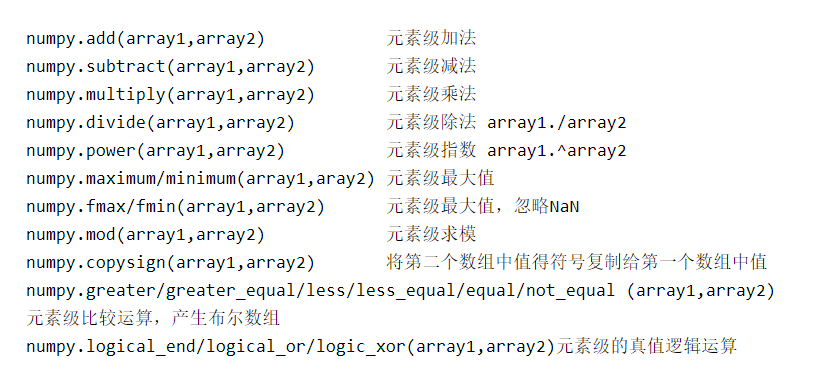 numpy.add(array1,array2) 元素级加法
numpy.subtract(array1,array2) 元素级减法
numpy.multiply(array1,array2) 元素级乘法
numpy.divide(array1,array2) 元素级除法 array1./array2
numpy.power(array1,array2) 元素级指数 array1.^array2
numpy.maximum/minimum(array1,aray2) 元素级最大值
numpy.fmax/fmin(array1,array2) 元素级最大值，忽略NaN
numpy.mod(array1,array2) 元素级求模
numpy.copysign(array1,array2) 将第二个数组中值得符号复制给第一个数组中值
numpy.greater/greater_equal/less/less_equal/equal/not_equal (array1,array2)
元素级比较运算，产生布尔数组
numpy.logical_end/logical_or/logic_xor(array1,array2)元素级的真值逻辑运算